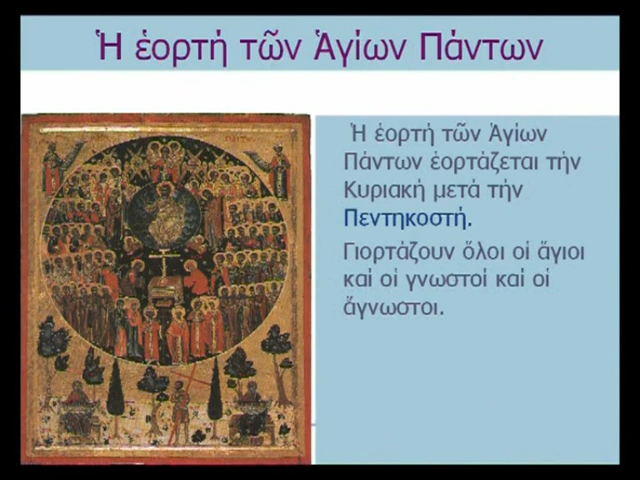 Ἡ ἑορτή τῶν Ἁγίων Πάντων
Ἡ ἑορτή τῶν Ἁγίων
Πάντων ἑορτάζεται τήν
Κυριακή μετά τήν
Πεντηκοστή.
Γιορτάζουν ὅλοι οἱ ἅγιοι
καί οἱ γνωστοί καί οἱ
ἄγνωστοι.